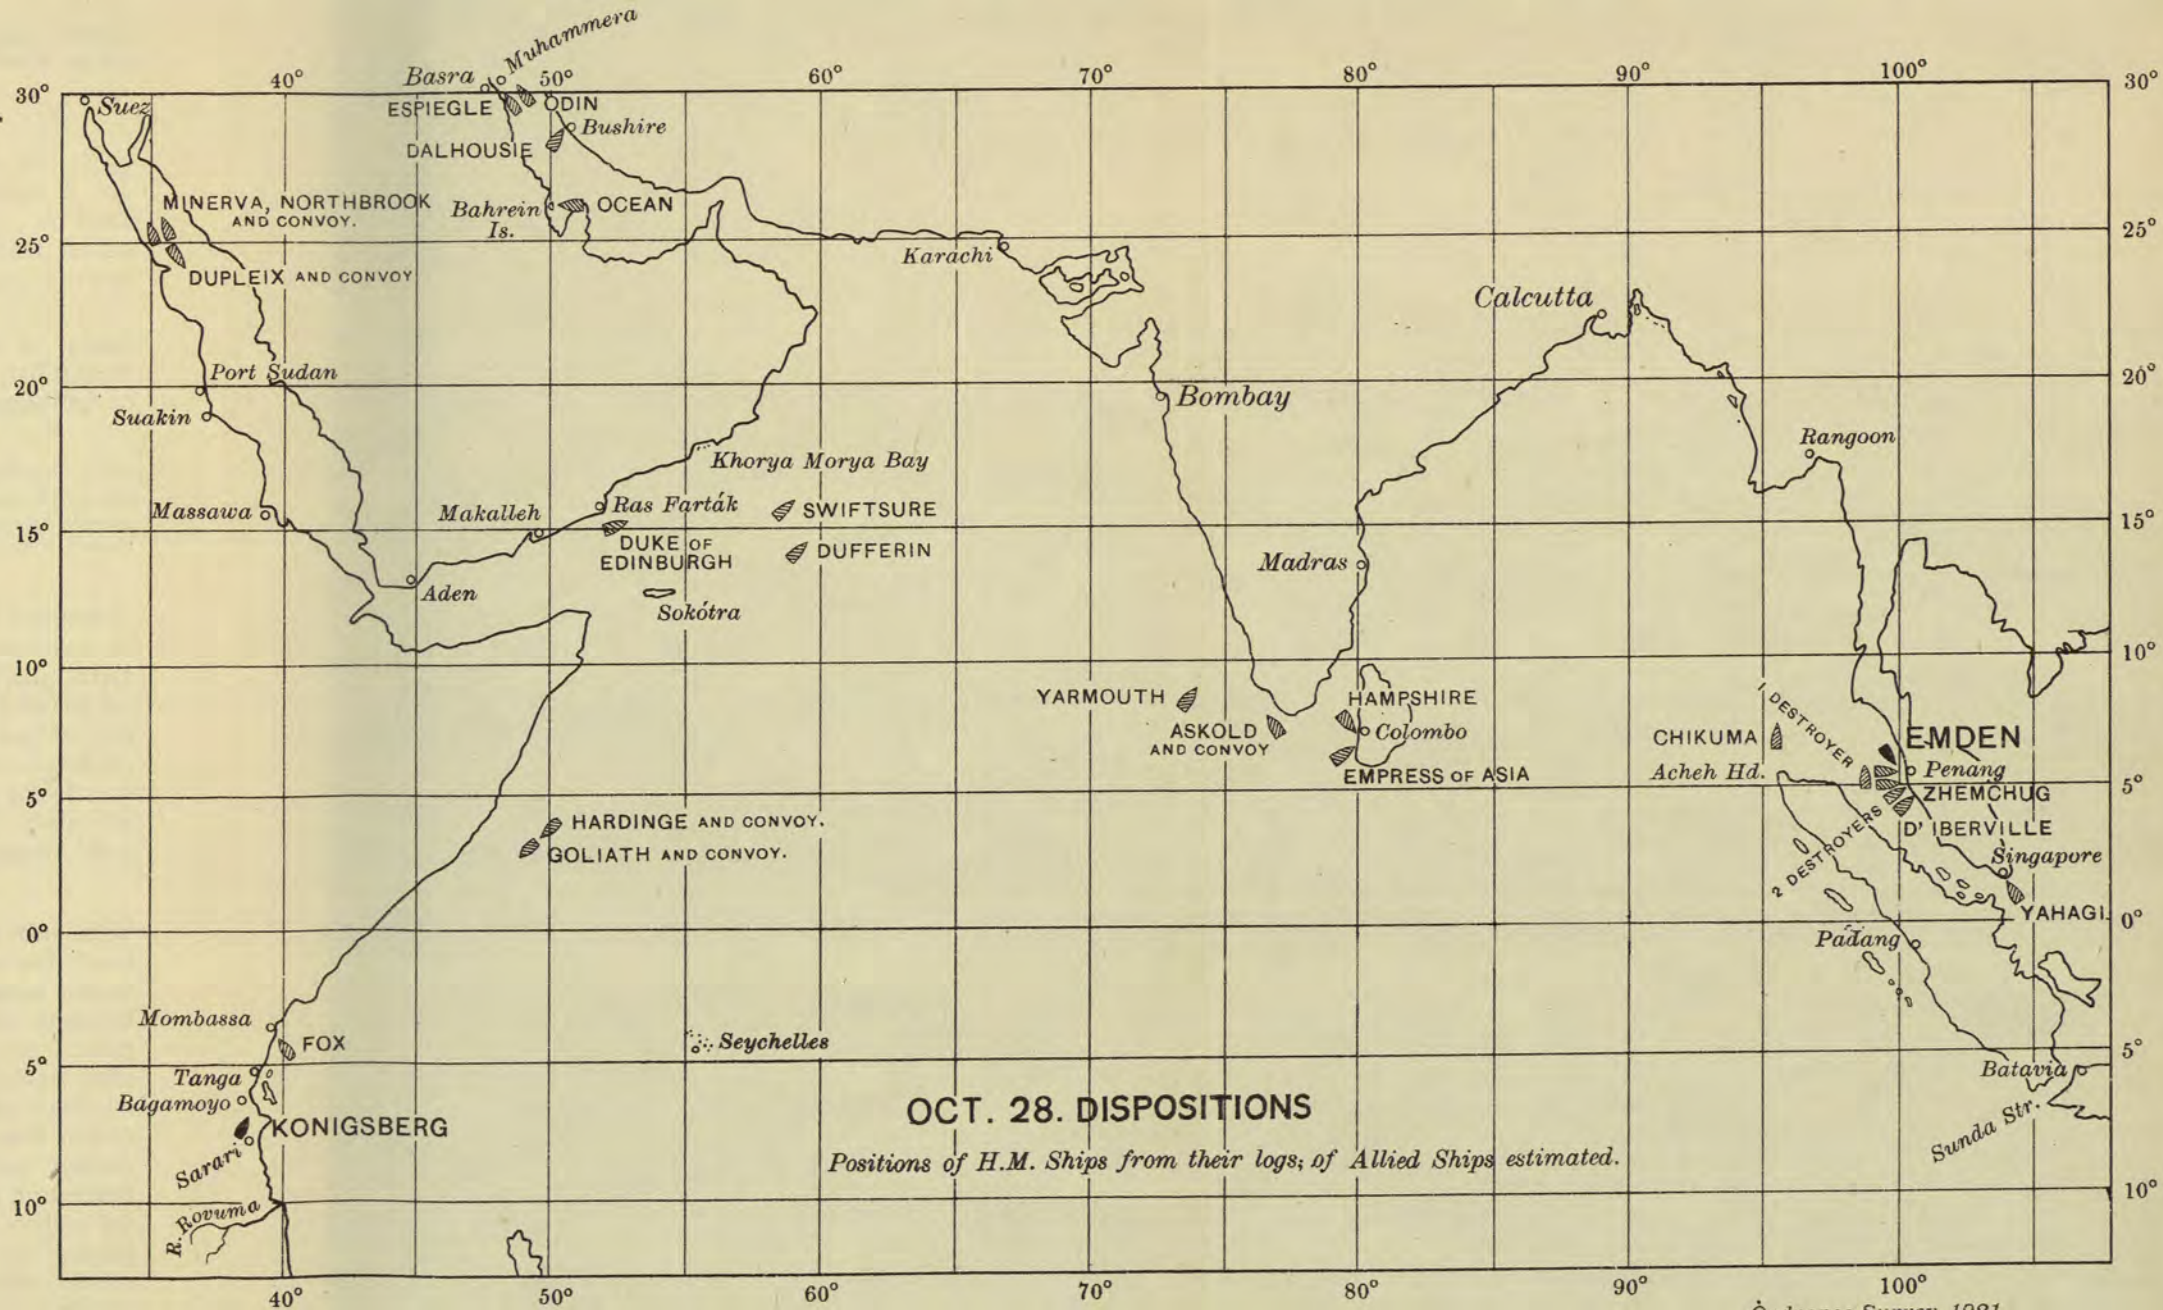 Muhammera
Basra
40° 50° 60° 70° 80° 90° 100°
30° 30°
Suez
ESPIEGLE
ODIN
Bushire
DALHOUSIE
MINERVA, NORTHBROOK
AND CONVOY.
Bahrein
Is.
OCEAN
25° 25°
Karachi
DUPLEIX AND CONVOY
Calcutta
20° 20°
Port Sudan
Suakin
Bombay
Rangoon
Khorya Morya Bay
Massawa
Makalleh
Ras Farták
SWIFTSURE
15° 15°
DUKE OF
EDINBURGH
DUFFERIN
Madras
Aden
Sokótra
10° 10°
YARMOUTH
HAMPSHIRE
ASKOLD
AND CONVOY
Colombo
EMPRESS OF ASIA
1 DESTROYER
CHIKUMA
EMDEN
Acheh Hd.
Penang
5° 5°
ZHEMCHUG
2 DESTROYERS
D' IBERVILLE
HARDINGE AND CONVOY.
GOLIATH AND CONVOY.
Singapore
YAHAGI
0° 0°
Padang
Mombassa
FOX
Seychelles
5° 5°
Tanga
Batavia
Bagamoyo
KONIGSBERG
Sarari
Sunda Str.
OCT. 28. DISPOSITIONS
Positions of H.M. Ships from their logs; of Allied Ships estimated.
10° 10°
R. Rovuma
40° 50° 60° 70° 80° 90° 100°